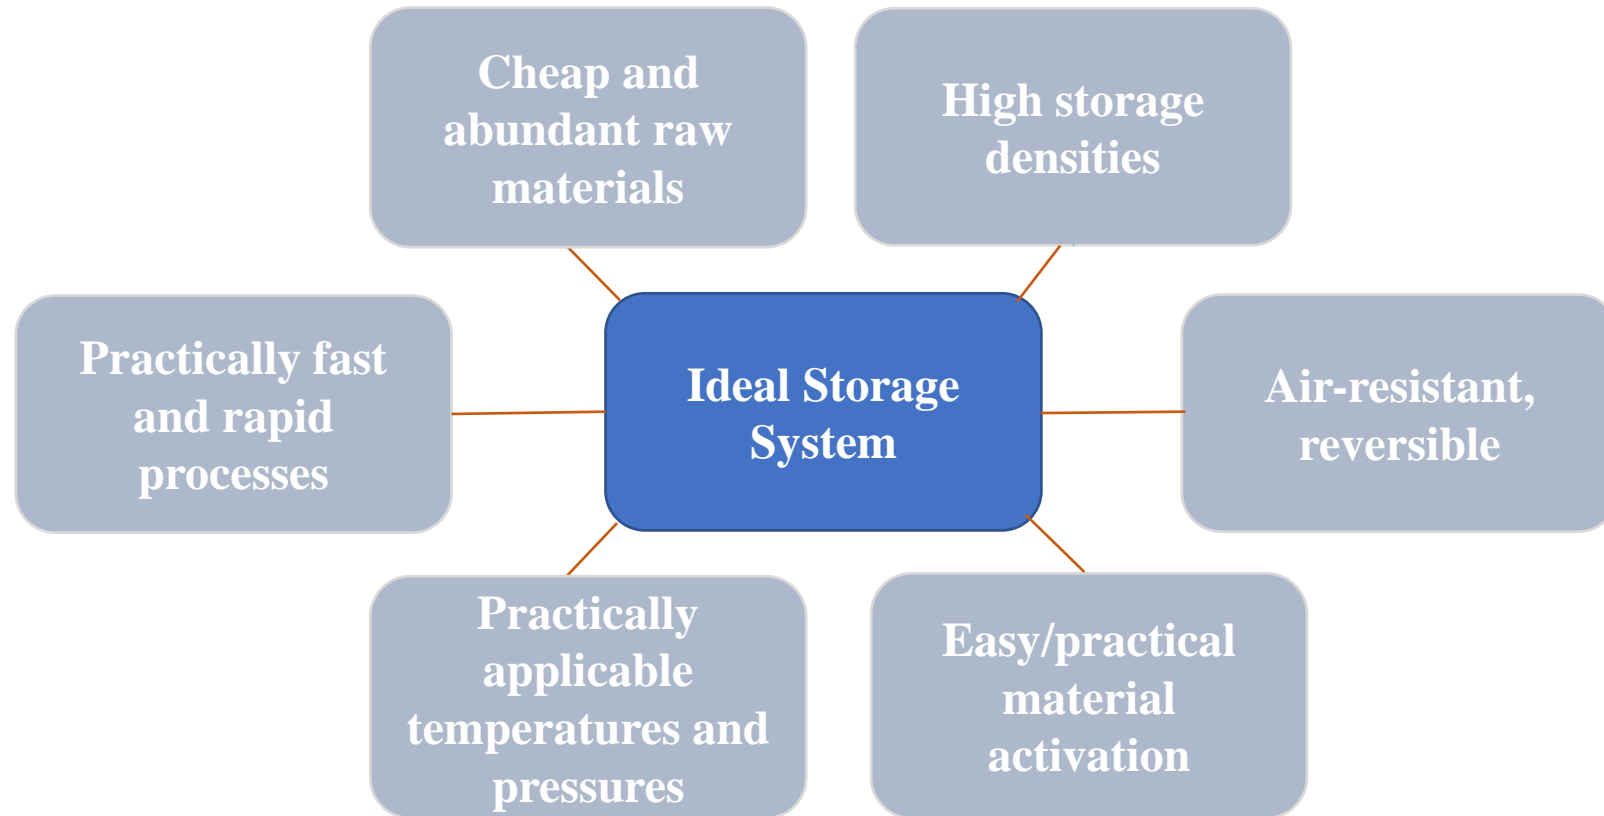 Cheap and
abundant raw
materials
High storage
densities
Practically fast
and rapid
processes
Ideal Storage
System
Air-resistant,
reversible
Practically
applicable
temperatures and
pressures
Easy/practical
material
activation